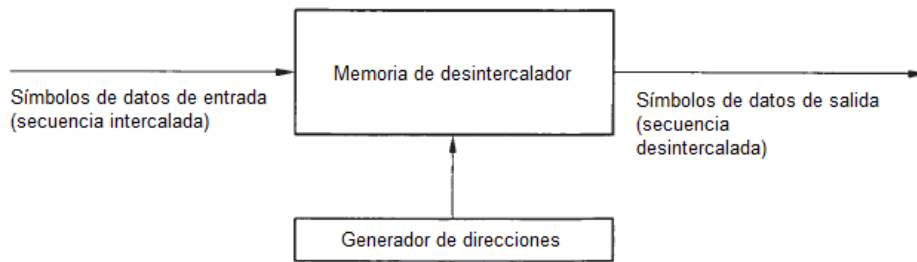 Memoria de desintercalador
Símbolos de datos de entrada
(secuencia intercalada)
Símbolos de datos de salida
(secuencia
desintercalada)
Generador de direcciones